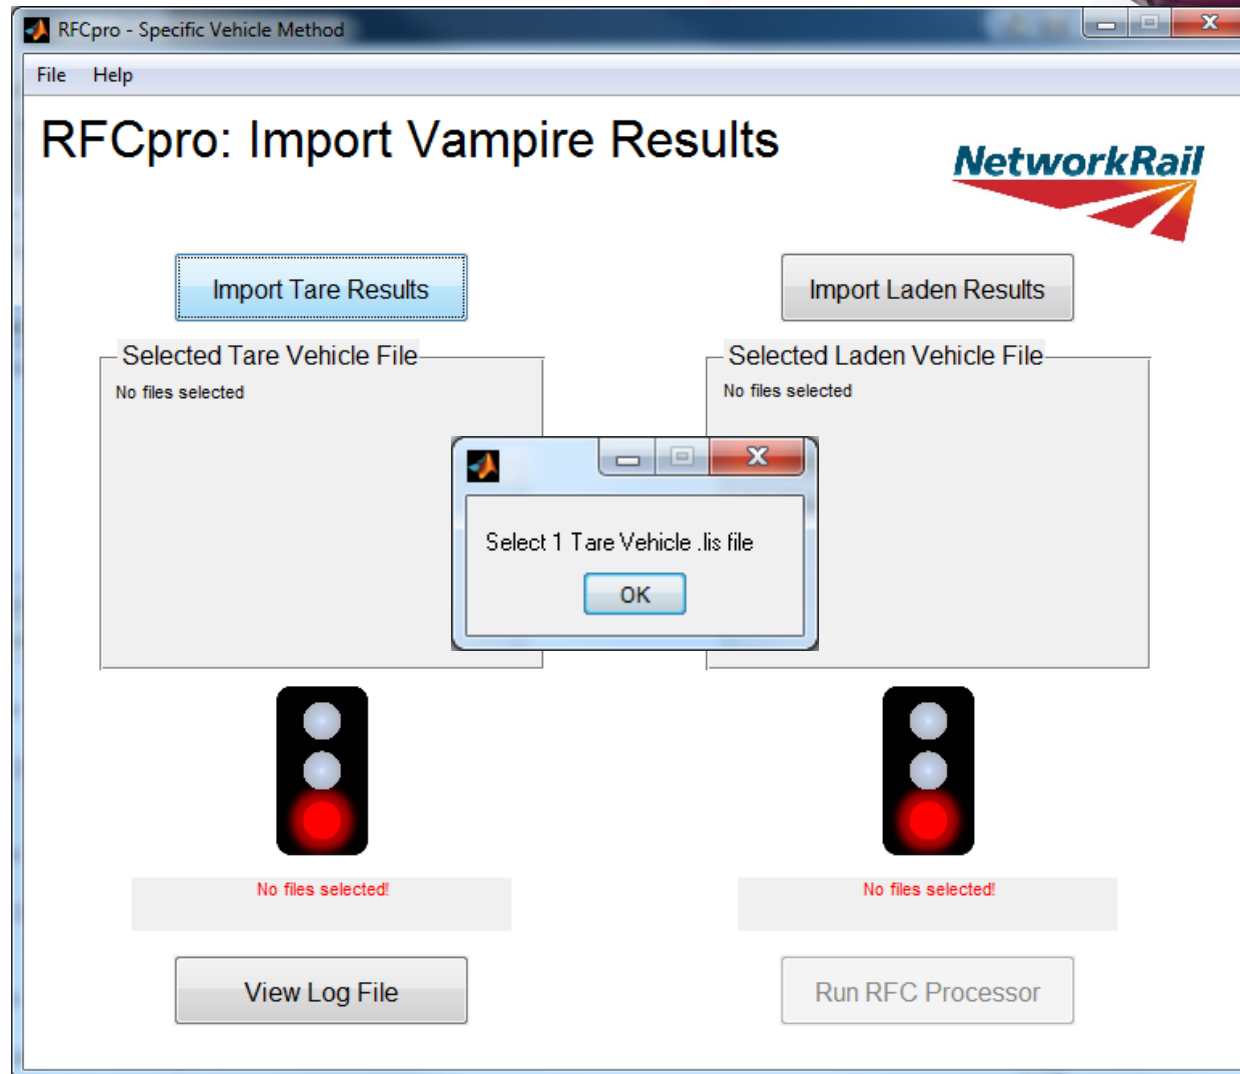 RFCpro - Specific Vehicle Method
File Help
RFCpro: Import Vampire Results
NetworkRail
Import Tare Results
Import Laden Results
Selected Tare Vehicle File
Selected Laden Vehicle File
No files selected
No files selected
Select 1 Tare Vehicle .lis file
OK
No files selected!
No files selected!
View Log File
Run RFC Processor